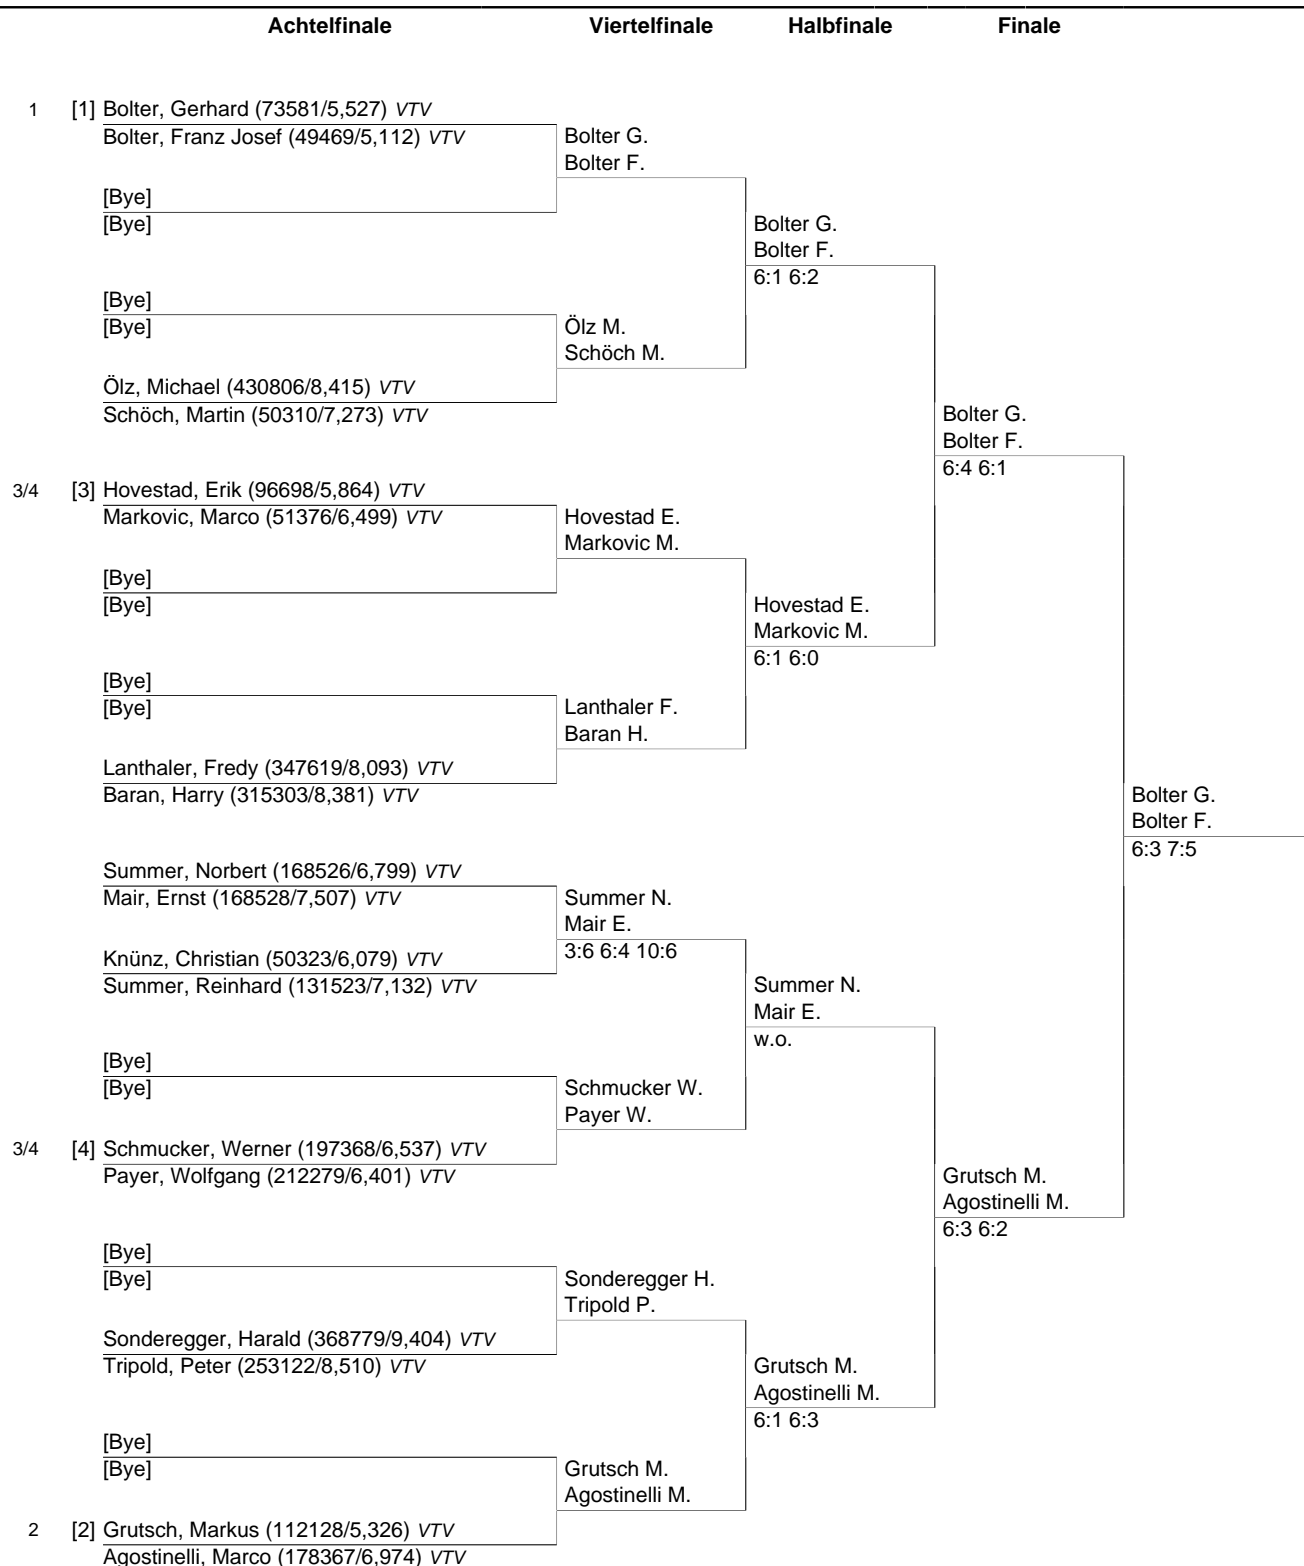 Achtelfinale Viertelfinale Halbfinale Finale
1 [1] Bolter, Gerhard (73581/5,527) VTV
Bolter, Franz Josef (49469/5,112) VTV Bolter G.
Bolter F.
[Bye]
[Bye] Bolter G.
Bolter F.
6:1 6:2
[Bye]
[Bye] Ölz M.
Schöch M.
Ölz, Michael (430806/8,415) VTV
Schöch, Martin (50310/7,273) VTV Bolter G.
Bolter F.
6:4 6:1
3/4 [3] Hovestad, Erik (96698/5,864) VTV
Markovic, Marco (51376/6,499) VTV Hovestad E.
Markovic M.
[Bye]
[Bye] Hovestad E.
Markovic M.
6:1 6:0
[Bye]
[Bye] Lanthaler F.
Baran H.
Lanthaler, Fredy (347619/8,093) VTV
Baran, Harry (315303/8,381) VTV Bolter G.
Bolter F.
6:3 7:5
Summer, Norbert (168526/6,799) VTV
Mair, Ernst (168528/7,507) VTV Summer N.
Mair E.
3:6 6:4 10:6
Knünz, Christian (50323/6,079) VTV
Summer, Reinhard (131523/7,132) VTV Summer N.
Mair E.
w.o.
[Bye]
[Bye] Schmucker W.
Payer W.
3/4 [4] Schmucker, Werner (197368/6,537) VTV
Payer, Wolfgang (212279/6,401) VTV Grutsch M.
Agostinelli M.
6:3 6:2
[Bye]
[Bye] Sonderegger H.
Tripold P.
Sonderegger, Harald (368779/9,404) VTV
Tripold, Peter (253122/8,510) VTV Grutsch M.
Agostinelli M.
6:1 6:3
[Bye]
[Bye] Grutsch M.
Agostinelli M.
2 [2] Grutsch, Markus (112128/5,326) VTV
Agostinelli, Marco (178367/6,974) VTV